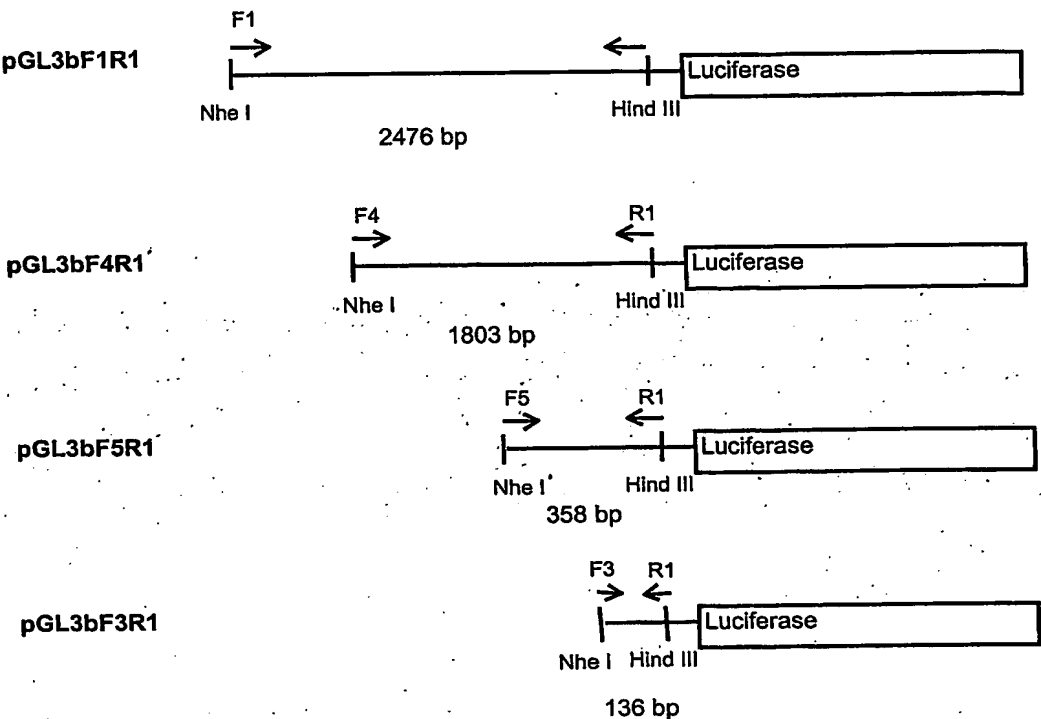 F1
pGL3bF1R1
Luciferase
Nhe I
Hind III
2476 bp
F4
R1
pGL3bF4R1
Luciferase
Nhe I
Hind III
1803 bp
F5
R1
pGL3bF5R1
Luciferase
Nhe I
Hind III
358 bp
F3
R1
pGL3bF3R1
Luciferase
Nhe I
Hind III
136 bp